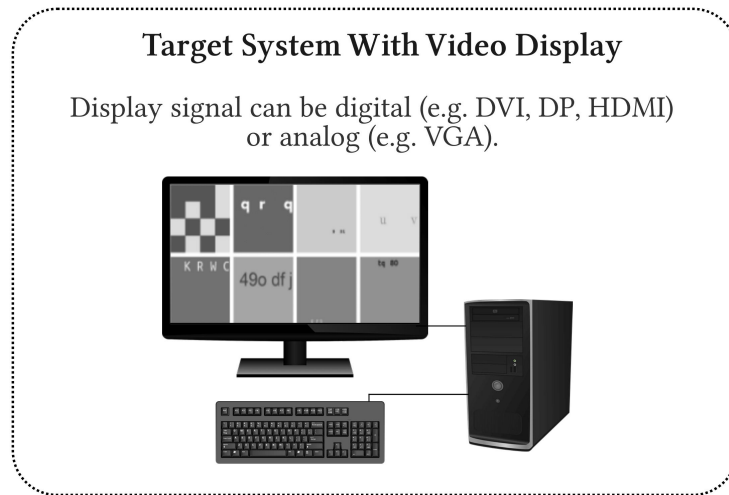 Target System With Video Display
Display signal can be digital (e.g. DVI, DP, HDMI)
or analog (e.g. VGA).
q r q
u v
K R W C
49o df j
tq 80